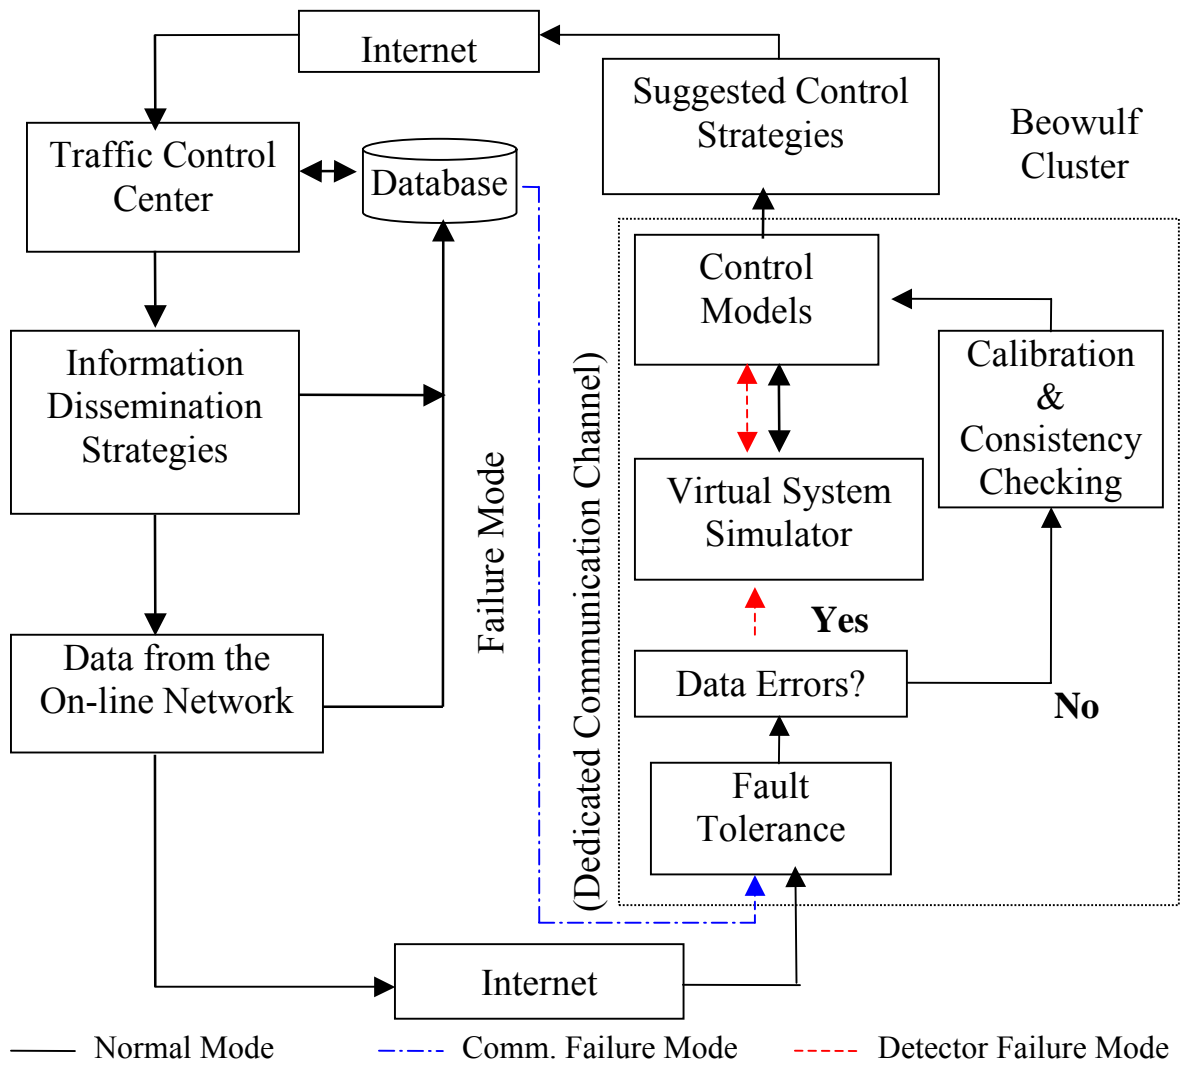 Internet
Suggested Control
Strategies
Beowulf
Cluster
Traffic Control
Center
Database
Control
Models
Information
Dissemination
Strategies
Calibration
&
Consistency
Checking
Failure Mode
(Dedicated Communication Channel)
Virtual System
Simulator
Yes
Data from the
On-line Network
Data Errors?
No
Fault
Tolerance
Internet
Normal Mode
Comm. Failure Mode
Detector Failure Mode